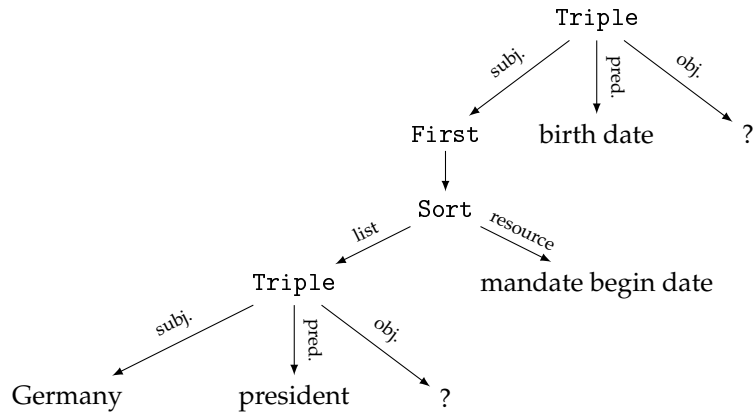 Triple
subj.
pred.
obj.
First
birth date
?
Sort
list
resource
Triple
mandate begin date
subj.
pred.
obj.
Germany
president
?